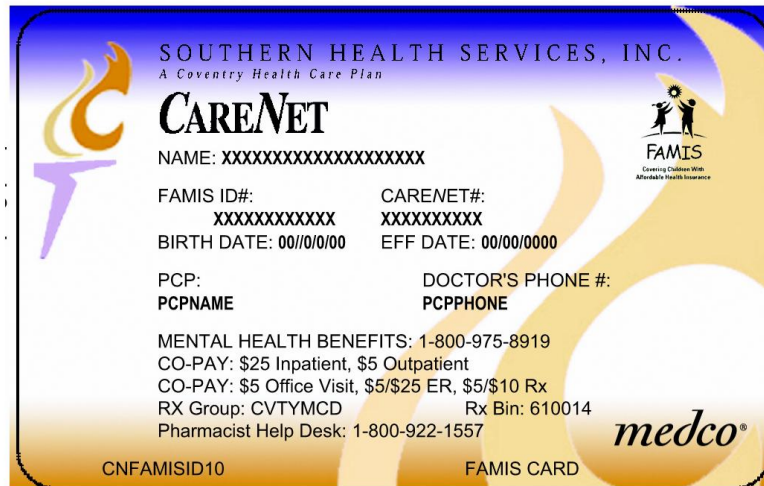 SOUTHERN HEALTH SERVICES, INC.
A Coventry Health Care Plan
CARENET
FAMIS
Covering Children With
Affordable Health Insurance
NAME: XXXXXXXXXXXXXXXXXXXX
FAMIS ID#: CARENET#:
XXXXXXXXXXXX XXXXXXXXXX
BIRTH DATE: 00//0/0/00 EFF DATE: 00/00/0000
PCP: DOCTOR'S PHONE #:
PCPNAME PCPPHONE
MENTAL HEALTH BENEFITS: 1-800-975-8919
CO-PAY: $25 Inpatient, $5 Outpatient
CO-PAY: $5 Office Visit, $5/$25 ER, $5/$10 Rx
RX Group: CVTYMCD Rx Bin: 610014
Pharmacist Help Desk: 1-800-922-1557
medco®
CNFAMISID10 FAMIS CARD